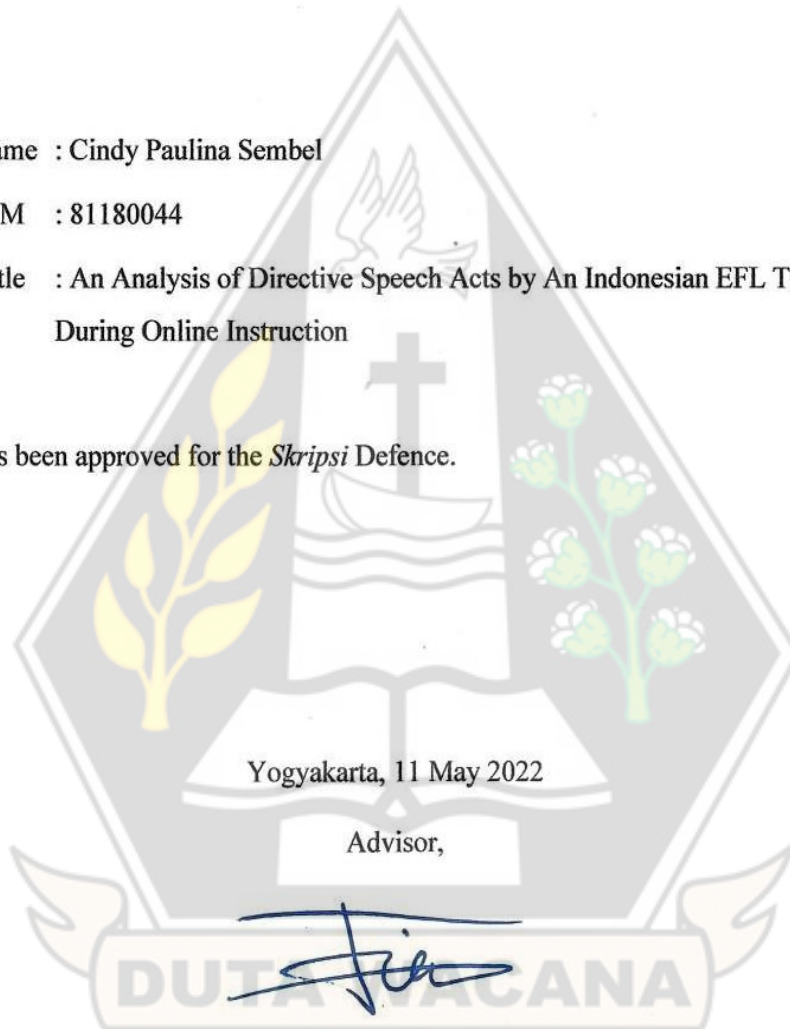 ame : Cindy Paulina Sembel
M : 81180044
tle : An Analysis of Directive Speech Acts by An Indonesian EFL T
During Online Instruction
s been approved for the Skripsi Defence.
Yogyakarta, 11 May 2022
Advisor,
DUTA WACANA